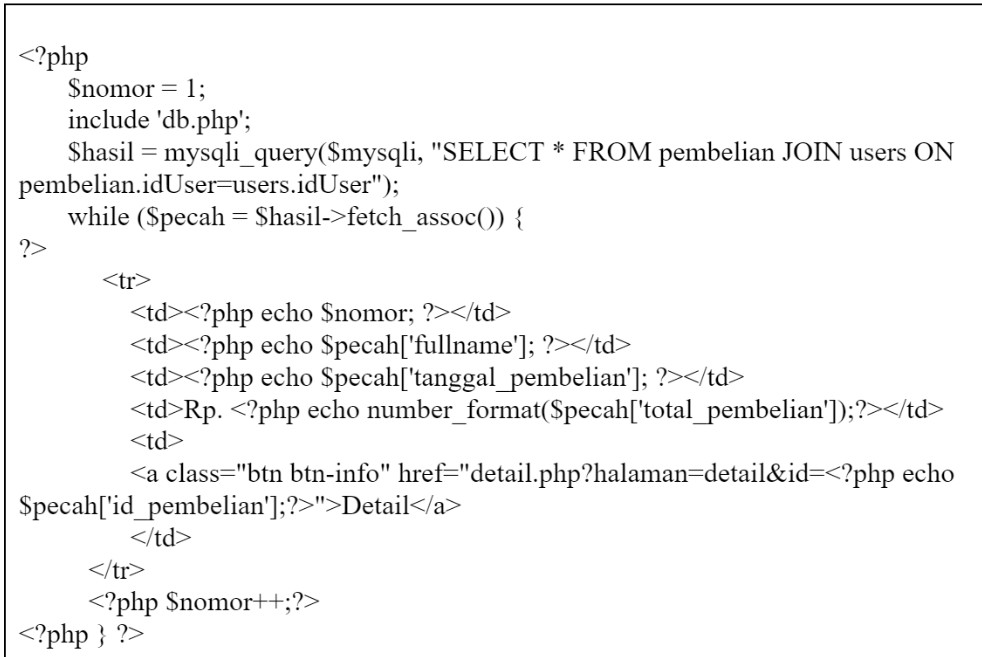 <?php
$nomor = 1;
include 'db.php';
$hasil = mysqli_query($mysqli, "SELECT * FROM pembelian JOIN users ON
pembelian.idUser=users.idUser");
while ($pecah = $hasil->fetch_assoc()) {
?>
<tr>
<td><?php echo $nomor; ?></td>
<td><?php echo $pecah['fullname']; ?></td>
<td><?php echo $pecah['tanggal_pembelian']; ?></td>
<td>Rp. <?php echo number_format($pecah['total_pembelian']);?></td>
<td>
<a class="btn btn-info" href="detail.php?halaman=detail&id=<?php echo
$pecah['id_pembelian'];?>">Detail</a>
</td>
</tr>
<?php $nomor++;?>
<?php } ?>